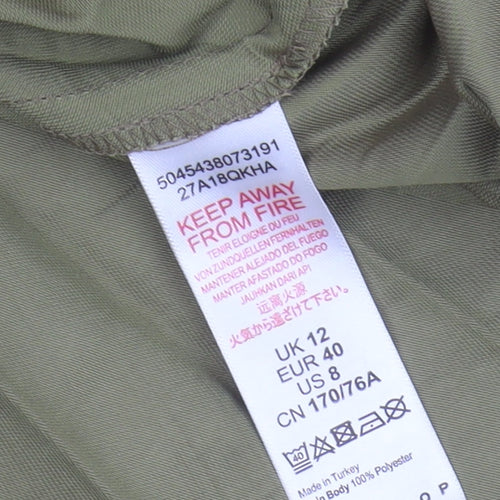 5045438073191
27A18QKHA
KEEP AWAY
FROM FIRE
TENIR ELOIGNE DU FEU
VON ZUNDQUELLEN FERNHALTEN
MANTENER ALEJADO DEL FUEGO
MANTER AFASTADO DO FOGO
JAUHKAN DARI API
远离火源
火気から遠ざけて下さい。
UK 12
EUR 40
US 8
CN 170/76A
40
Made in Turkey
Body 100% Polyester
P